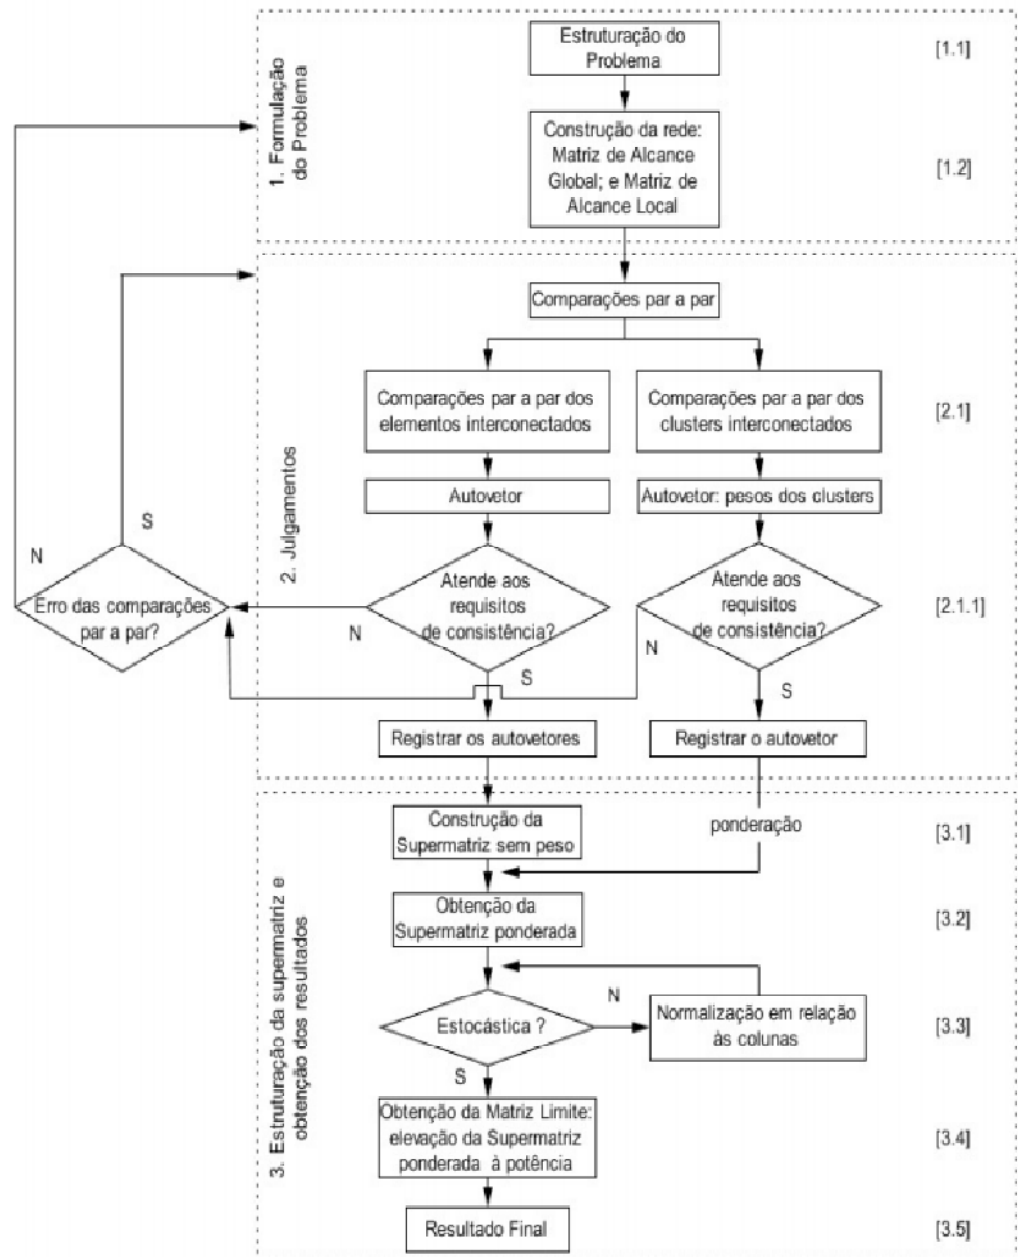 1. Formulação
do Problema
Estruturação do
Problema
[1.1]
Construção da rede:
Matriz de Alcance
Global; e Matriz de
Alcance Local
[1.2]
2. Julgamentos
Comparações par a par
Comparações par a par dos
elementos interconectados
Comparações par a par dos
clusters interconectados
[2.1]
Autovetor
Autovetor: pesos dos clusters
S
N
Erro das comparações
par a par?
Atende aos
requisitos
de consistência?
N
S
Atende aos
requisitos
de consistência?
N
S
[2.1.1]
Registrar os autovetores
Registrar o autovetor
3. Estruturação da supermatriz e
obtenção dos resultados
Construção da
Supermatriz sem peso
ponderação
[3.1]
Obtenção da
Supermatriz ponderada
[3.2]
Estocástica ?
N
Normalização em relação
às colunas
[3.3]
S
Obtenção da Matriz Limite:
elevação da Supermatriz
ponderada à potência
[3.4]
Resultado Final
[3.5]